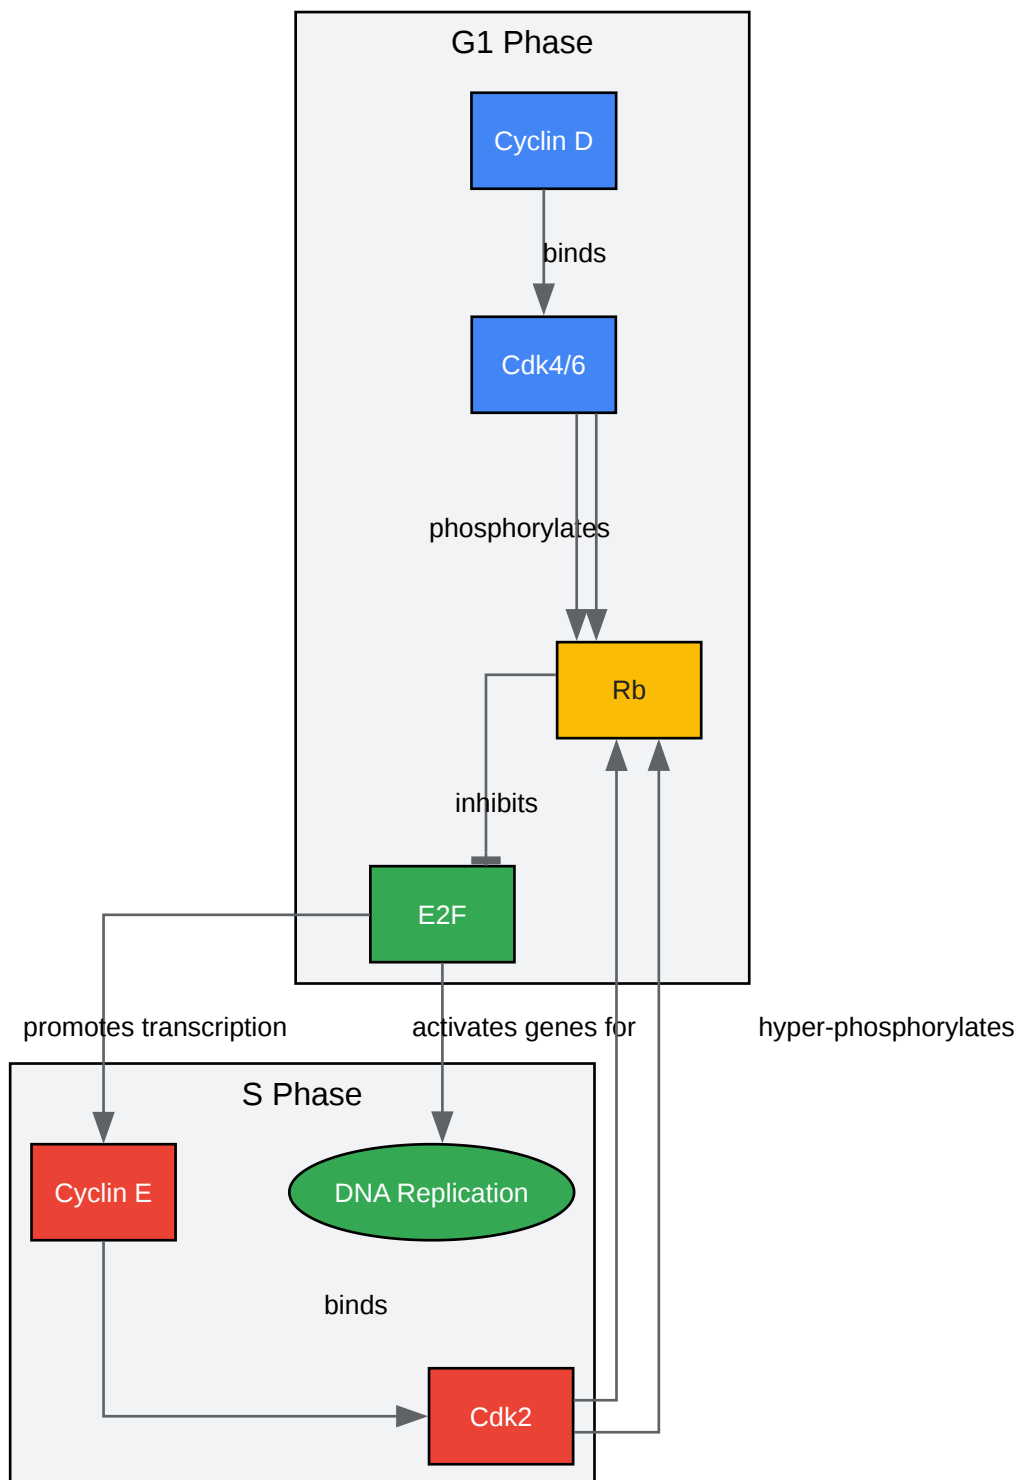 G1 Phase
Cyclin D
binds
Cdk4/6
phosphorylates
Rb
inhibits
E2F
promotes transcription
activates genes for
hyper-phosphorylates
S Phase
Cyclin E
DNA Replication
binds
Cdk2